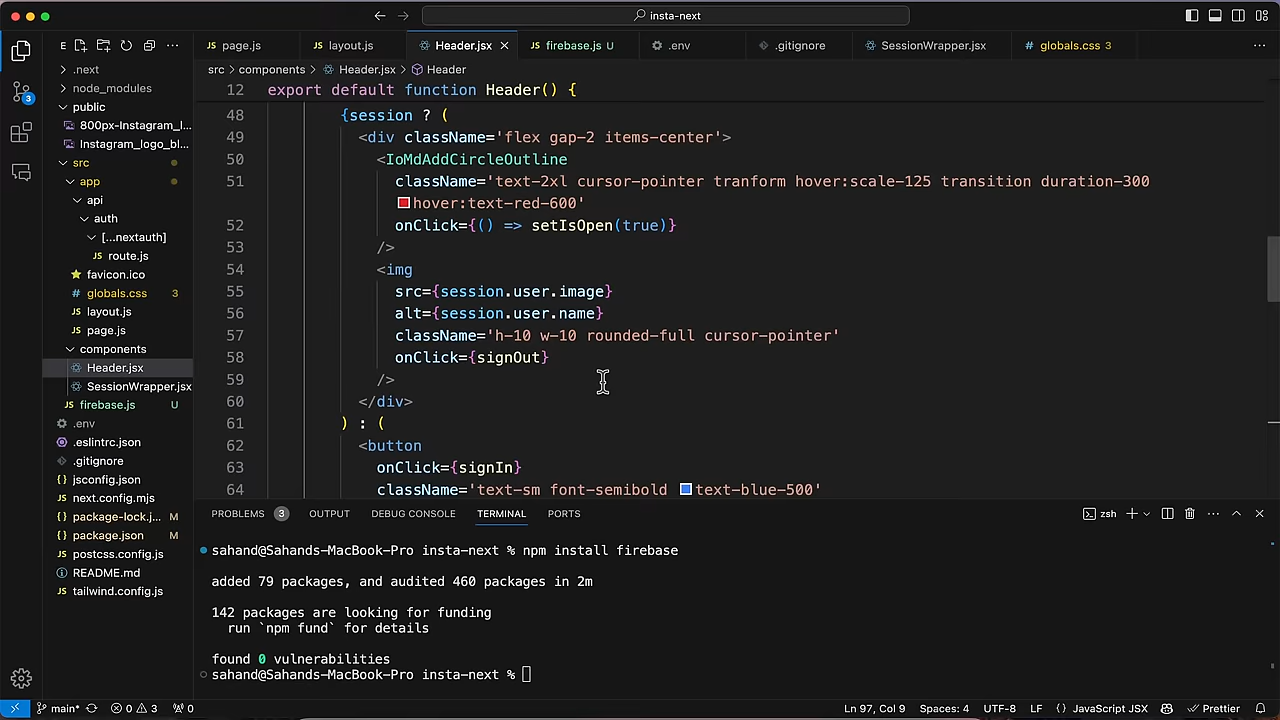 insta-next
E
page.js
layout.js
Header.jsx
firebase.js U
.env
.gitignore
SessionWrapper.jsx
globals.css 3
src > components > Header.jsx > Header
12 export default function Header() {
.next
node_modules
public
800px-Instagram_l...
Instagram_logo_bl...
src
app
api
auth
[...nextauth]
route.js
favicon.ico
globals.css 3
layout.js
page.js
components
Header.jsx
SessionWrapper.jsx
firebase.js U
.env
.eslintrc.json
.gitignore
jsconfig.json
next.config.mjs
package-lock.j... M
package.json M
postcss.config.js
README.md
tailwind.config.js
3
48 {session ? (
49 <div className='flex gap-2 items-center'>
50 <IoMdAddCircleOutline
51 className='text-2xl cursor-pointer tranform hover:scale-125 transition duration-300
hover:text-red-600'
52 onClick={() => setIsOpen(true)}
53 />
54 <img
55 src={session.user.image}
56 alt={session.user.name}
57 className='h-10 w-10 rounded-full cursor-pointer'
58 onClick={signOut}
59 />
60 </div>
61 ) : (
62 <button
63 onClick={signIn}
64 className='text-sm font-semibold text-blue-500'
PROBLEMS 3 OUTPUT DEBUG CONSOLE TERMINAL PORTS
zsh
sahand@Sahands-MacBook-Pro insta-next % npm install firebase
added 79 packages, and audited 460 packages in 2m
142 packages are looking for funding
run `npm fund` for details
found 0 vulnerabilities
sahand@Sahands-MacBook-Pro insta-next %
main* 0 3 0
Ln 97, Col 9 Spaces: 4 UTF-8 LF {} JavaScript JSX Prettier